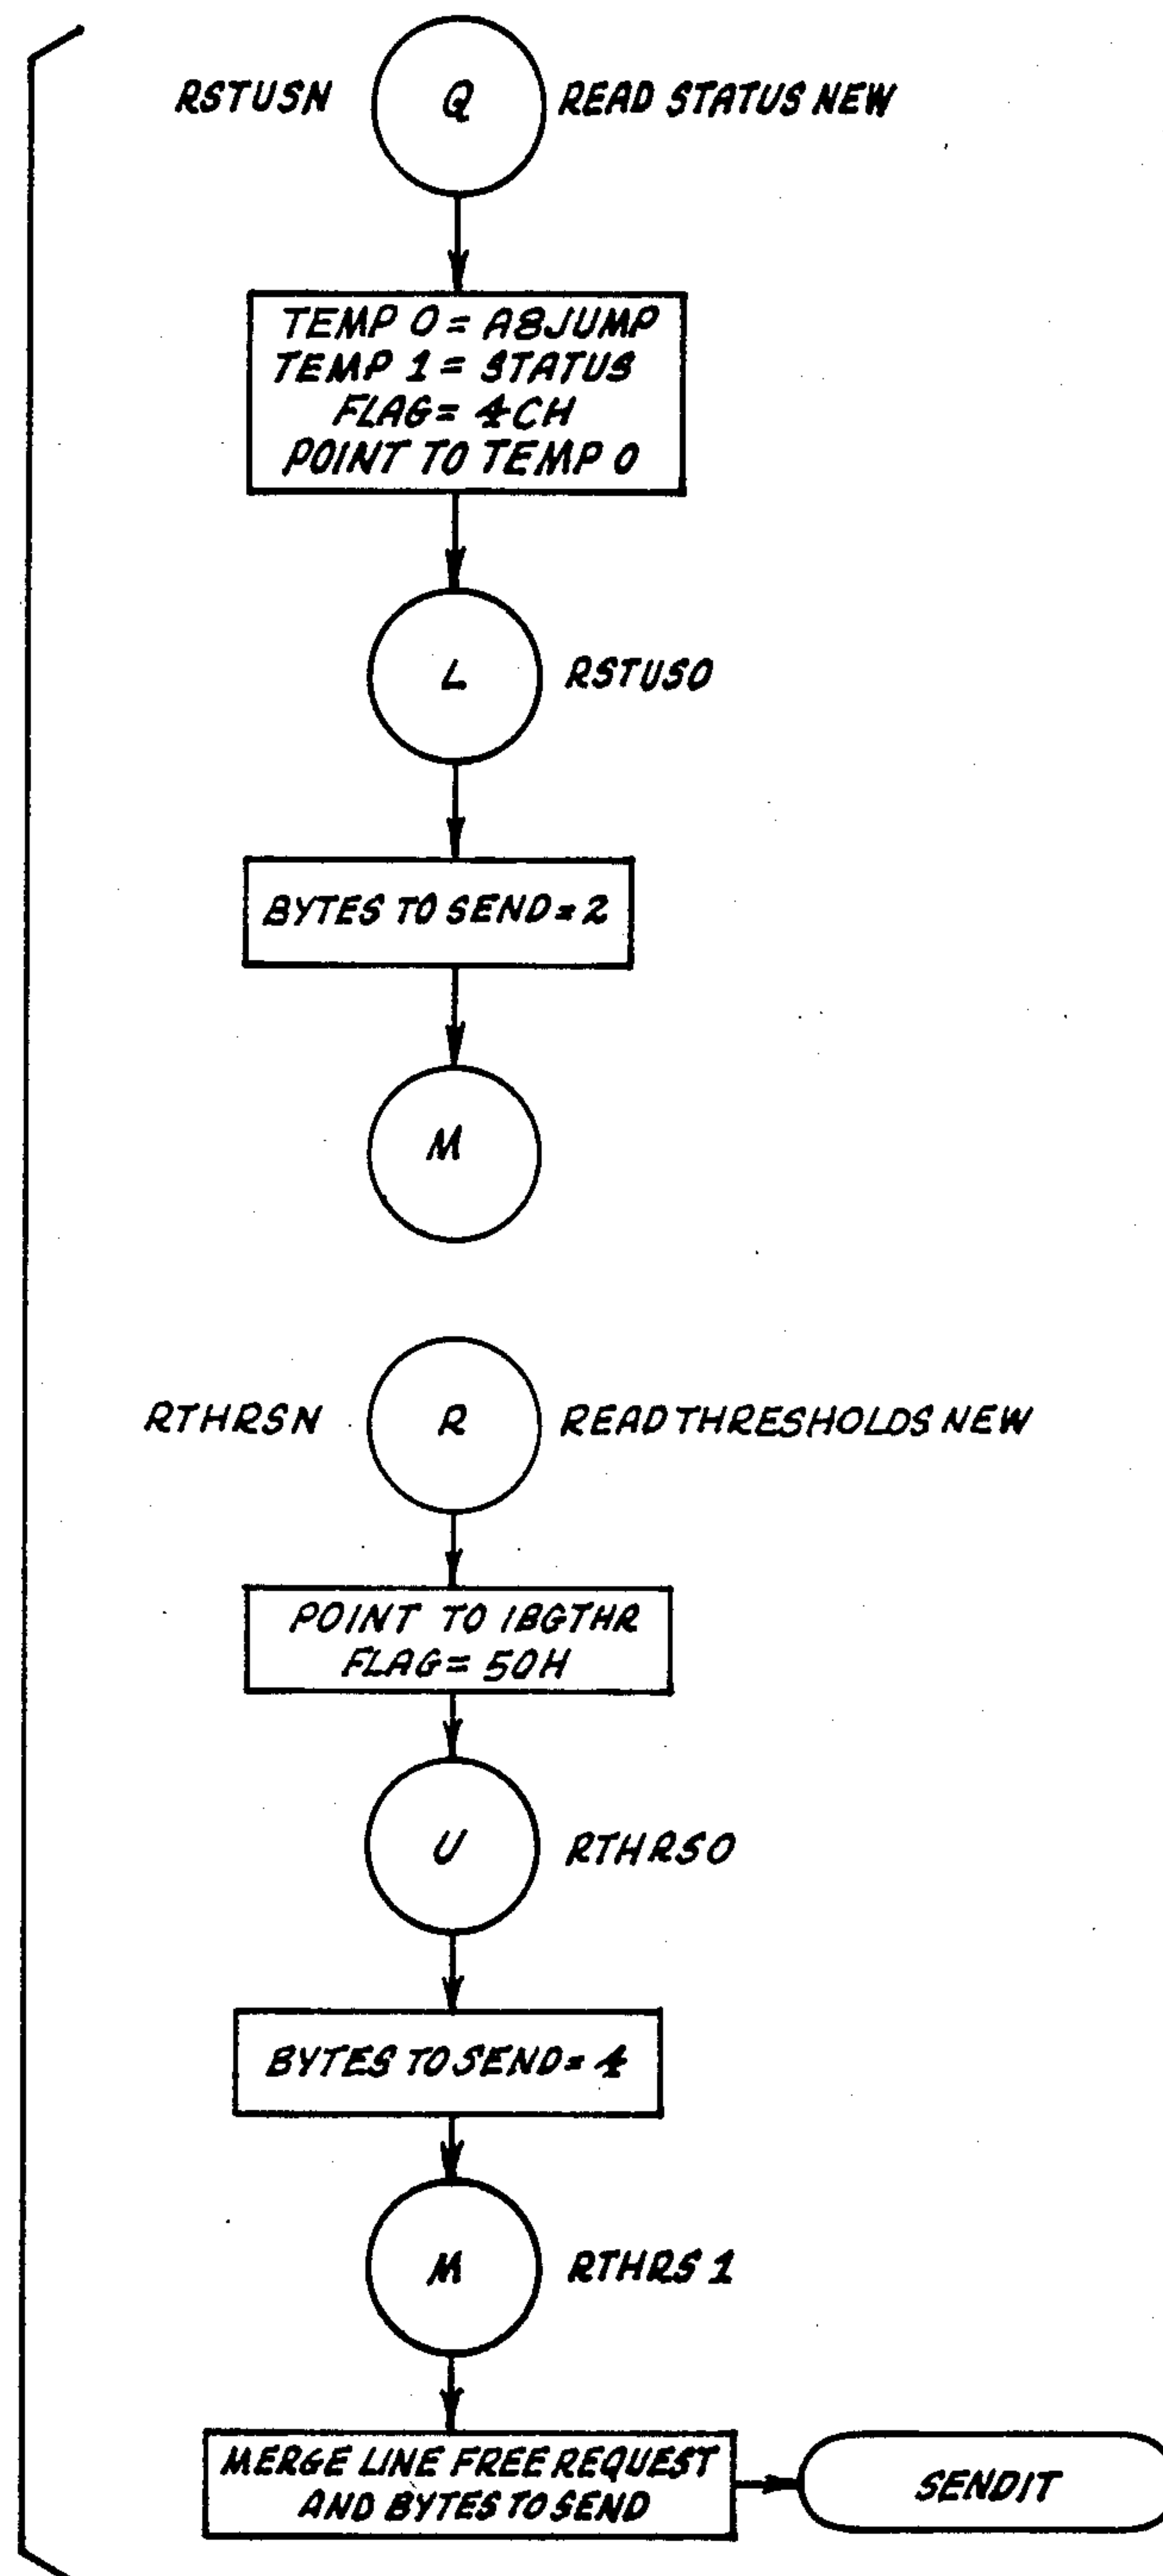 RSTUSN Q READ STATUS NEW
TEMP 0 = ABJUMP
TEMP 1 = STATUS
FLAG = 4CH
POINT TO TEMP 0
L RSTUS0
BYTES TO SEND = 2
M
RTHRSN R READ THRESHOLDS NEW
POINT TO IBGTHR
FLAG = 50H
U RTHRS0
BYTES TO SEND = 4
M RTHRS 1
MERGE LINE FREE REQUEST
AND BYTES TO SEND
SENDIT